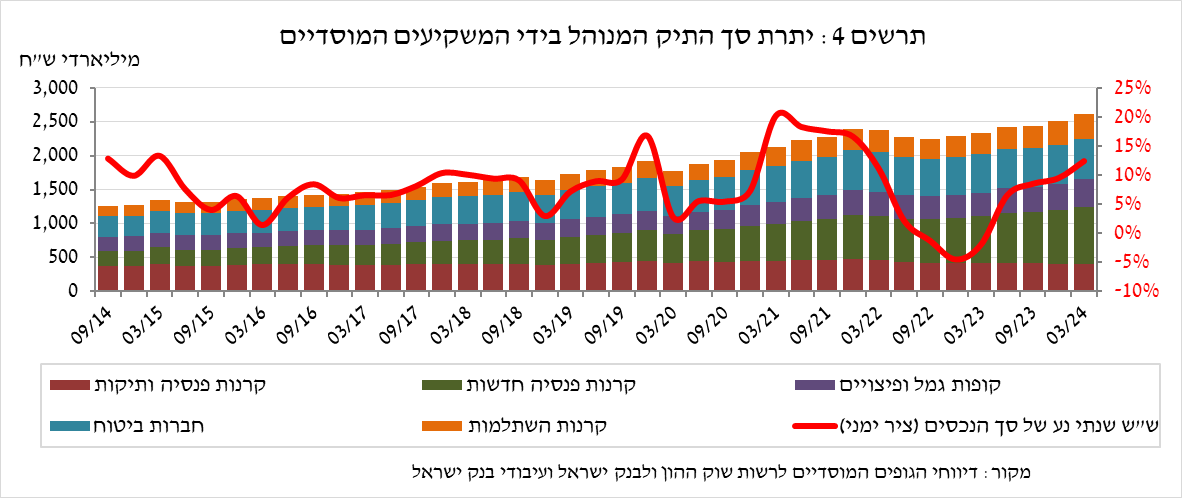 תרשים 4 : יתרת סך התיק המנוהל בידי המשקיעים המוסדיים
מיליארדי ש״ח
3,000
2,500
2,000
1,500
1,000
500
0
25%
20%
15%
10%
5%
0%
-5%
-10%
09/14 03/15 09/15 03/16 09/16 03/17 09/17 03/18 09/18 03/19 09/19 03/20 09/20 03/21 09/21 03/22 09/22 03/23 09/23 03/24
קופות גמל ופיצויים קרנות פנסיה חדשות קרנות פנסיה ותיקות
ש״ש שנתי נע של סך הנכסים (ציר ימני) קרנות השתלמות חברות ביטוח
מקור : דיווחי הגופים המוסדיים לרשות שוק ההון ולבנק ישראל ועיבודי בנק ישראל